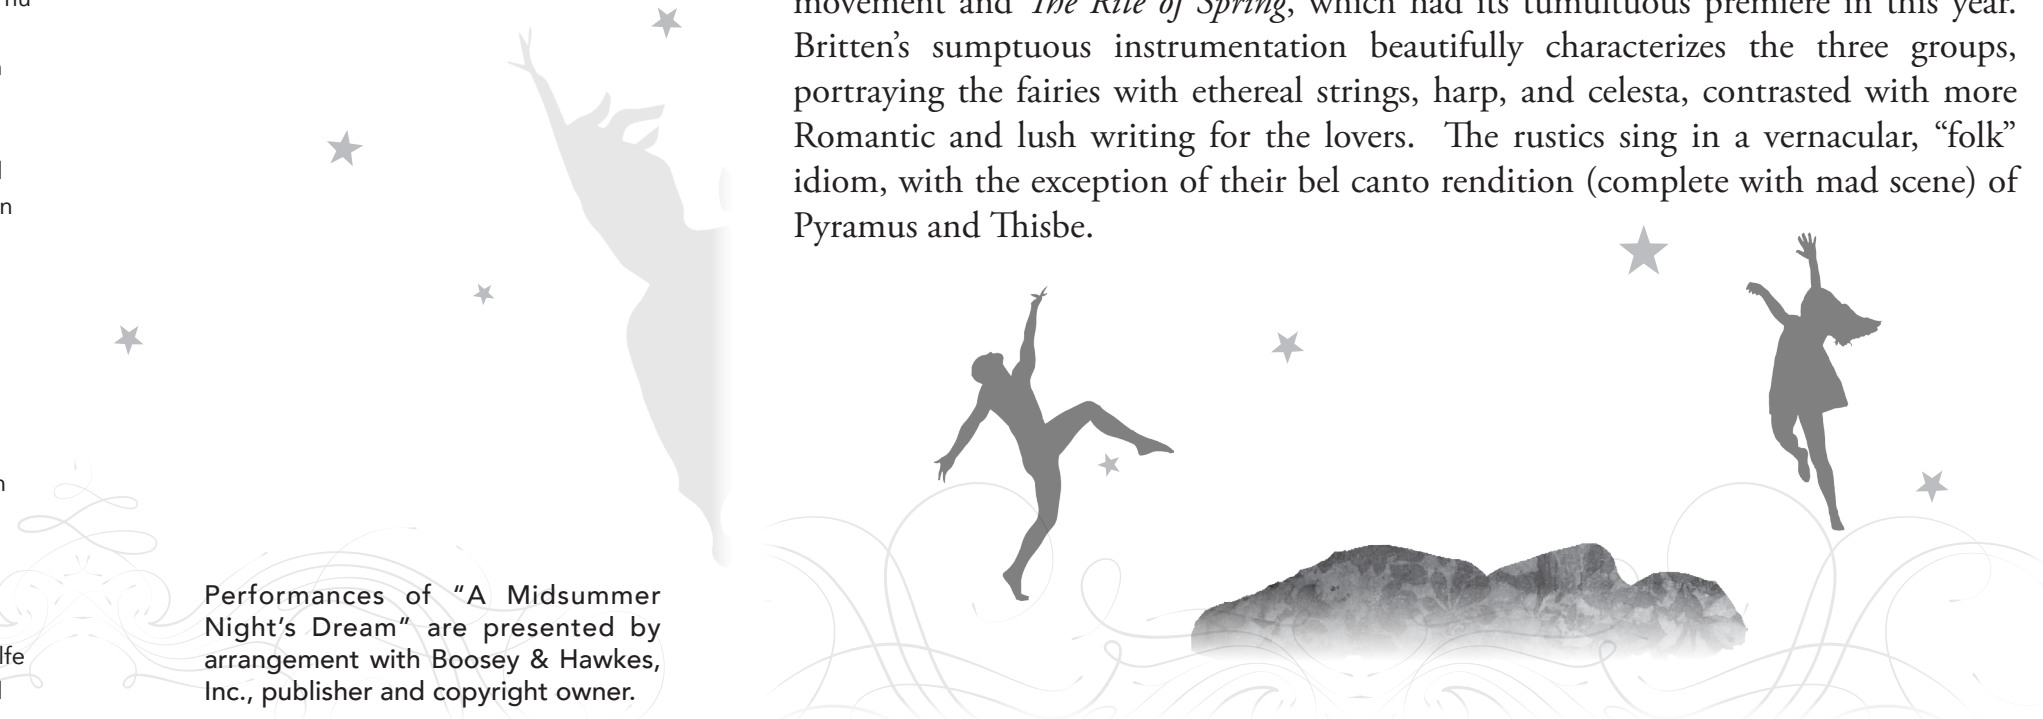 movement and The Rite of Spring, which had its tumultuous premiere in this year.
Britten’s sumptuous instrumentation beautifully characterizes the three groups,
portraying the fairies with ethereal strings, harp, and celesta, contrasted with more
Romantic and lush writing for the lovers.  The rustics sing in a vernacular, “folk”
idiom, with the exception of their bel canto rendition (complete with mad scene) of
Pyramus and Thisbe.
Performances of “A Midsummer
Night’s Dream” are presented by
arrangement with Boosey & Hawkes,
Inc., publisher and copyright owner.